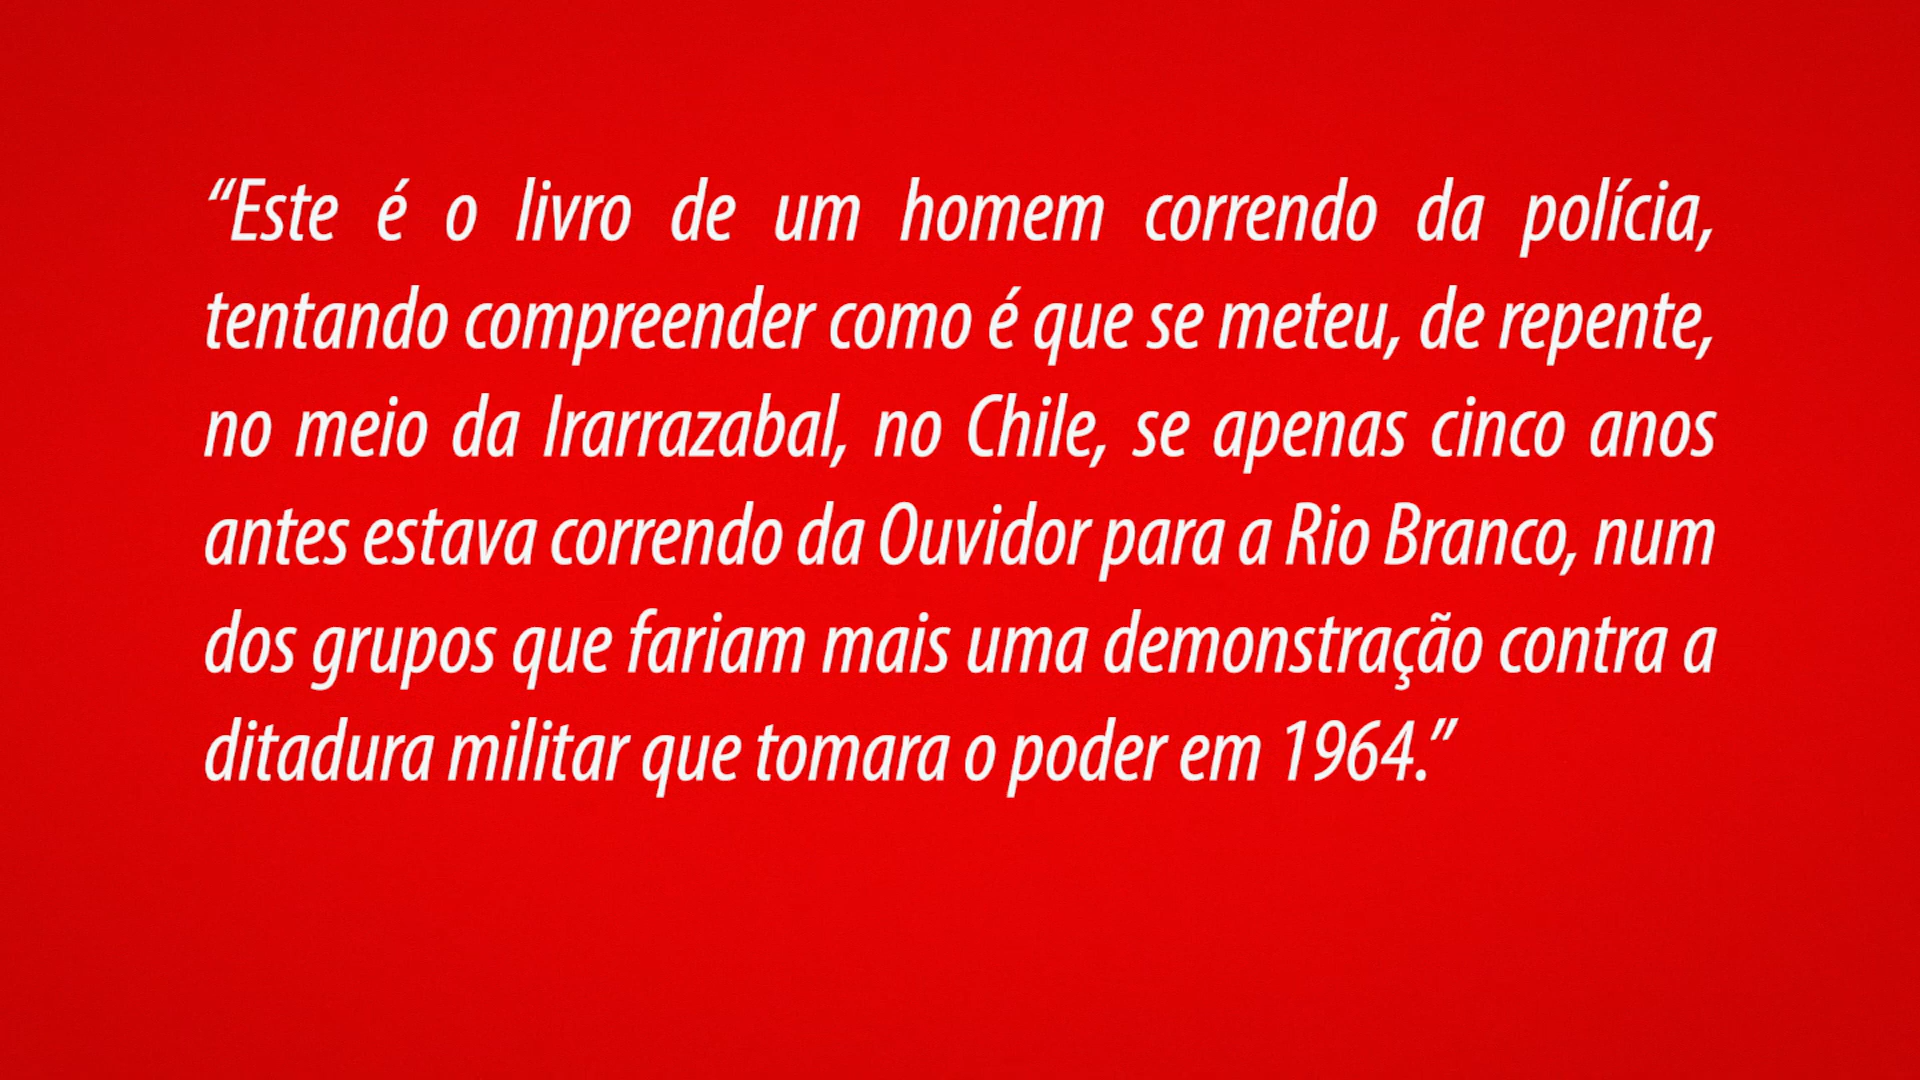 “Este é o livro de um homem correndo da polícia,
tentando compreender como é que se meteu, de repente,
no meio da Irarrazabal, no Chile, se apenas cinco anos
antes estava correndo da Ouvidor para a Rio Branco, num
dos grupos que fariam mais uma demonstração contra a
ditadura militar que tomara o poder em 1964.”